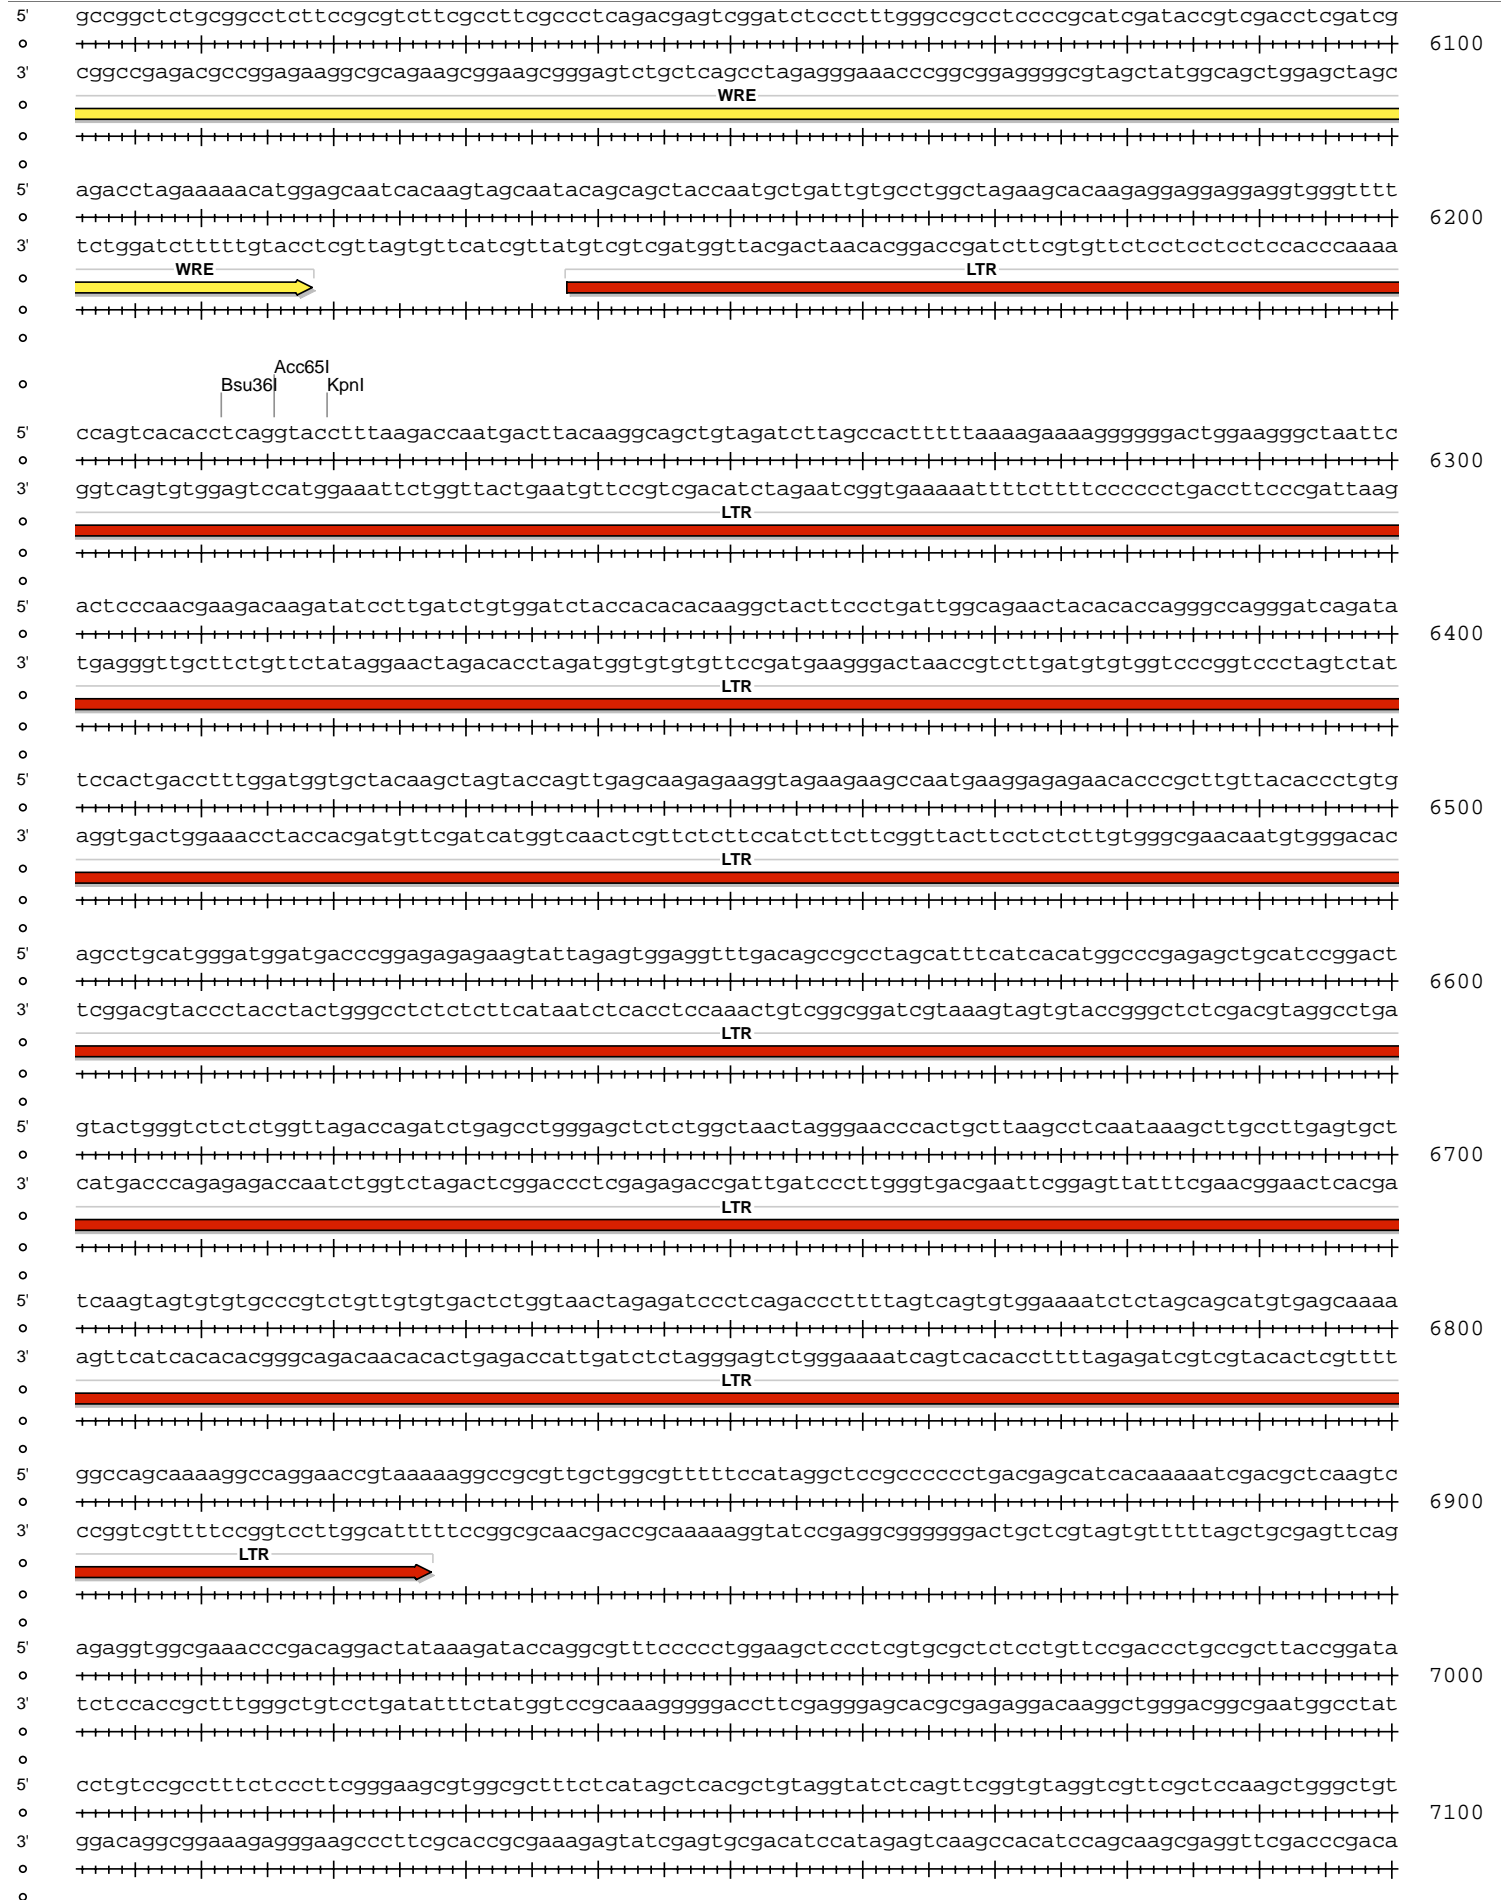 5' gccggctctgcggcctcttccgcgtcttcgccttcgccctcagacgagtcggatctccctttgggccgcctccccgcatcgataccgtcgacctcgatcg
6100
3' cggccgagacgccggagaaggcgcagaagcggaagcgggagtctgctcagcctagagggaaacccggcggaggggcgtagctatggcagctggagctagc
WRE
5' agacctagaaaaacatggagcaatcacaagtagcaatacagcagctaccaatgctgattgtgcctggctagaagcacaagaggaggaggaggtgggtttt
6200
3' tctggatctttttgtacctcgttagtgttcatcgttatgtcgtcgatggttacgactaacacggaccgatcttcgtgttctcctcctcctccacccaaaa
WRE LTR
Acc65I
Bsu36I KpnI
5' ccagtcacacctcaggtacctttaagaccaatgacttacaaggcagctgtagatcttagccactttttaaaagaaaaggggggactggaagggctaattc
6300
3' ggtcagtgtggagtccatggaaattctggttactgaatgttccgtcgacatctagaatcggtgaaaaattttcttttcccccctgaccttcccgattaag
LTR
5' actcccaacgaagacaagatatccttgatctgtggatctaccacacacaaggctacttccctgattggcagaactacacaccagggccagggatcagata
6400
3' tgagggttgcttctgttctataggaactagacacctagatggtgtgtgttccgatgaagggactaaccgtcttgatgtgtggtcccggtccctagtctat
LTR
5' tccactgacctttggatggtgctacaagctagtaccagttgagcaagagaaggtagaagaagccaatgaaggagagaacacccgcttgttacaccctgtg
6500
3' aggtgactggaaacctaccacgatgttcgatcatggtcaactcgttctcttccatcttcttcggttacttcctctcttgtgggcgaacaatgtgggacac
LTR
5' agcctgcatgggatggatgacccggagagagaagtattagagtggaggtttgacagccgcctagcatttcatcacatggcccgagagctgcatccggact
6600
3' tcggacgtaccctacctactgggcctctctcttcataatctcacctccaaactgtcggcggatcgtaaagtagtgtaccgggctctcgacgtaggcctga
LTR
5' gtactgggtctctctggttagaccagatctgagcctgggagctctctggctaactagggaacccactgcttaagcctcaataaagcttgccttgagtgct
6700
3' catgacccagagagaccaatctggtctagactcggaccctcgagagaccgattgatcccttgggtgacgaattcggagttatttcgaacggaactcacga
LTR
5' tcaagtagtgtgtgcccgtctgttgtgtgactctggtaactagagatccctcagacccttttagtcagtgtggaaaatctctagcagcatgtgagcaaaa
6800
3' agttcatcacacacgggcagacaacacactgagaccattgatctctagggagtctgggaaaatcagtcacaccttttagagatcgtcgtacactcgtttt
LTR
5' ggccagcaaaaggccaggaaccgtaaaaaggccgcgttgctggcgtttttccataggctccgcccccctgacgagcatcacaaaaatcgacgctcaagtc
6900
3' ccggtcgttttccggtccttggcatttttccggcgcaacgaccgcaaaaaggtatccgaggcggggggactgctcgtagtgtttttagctgcgagttcag
LTR
5' agaggtggcgaaacccgacaggactataaagataccaggcgtttccccctggaagctccctcgtgcgctctcctgttccgaccctgccgcttaccggata
7000
3' tctccaccgctttgggctgtcctgatatttctatggtccgcaaagggggaccttcgagggagcacgcgagaggacaaggctgggacggcgaatggcctat
5' cctgtccgcctttctcccttcgggaagcgtggcgctttctcatagctcacgctgtaggtatctcagttcggtgtaggtcgttcgctccaagctgggctgt
7100
3' ggacaggcggaaagagggaagcccttcgcaccgcgaaagagtatcgagtgcgacatccatagagtcaagccacatccagcaagcgaggttcgacccgaca